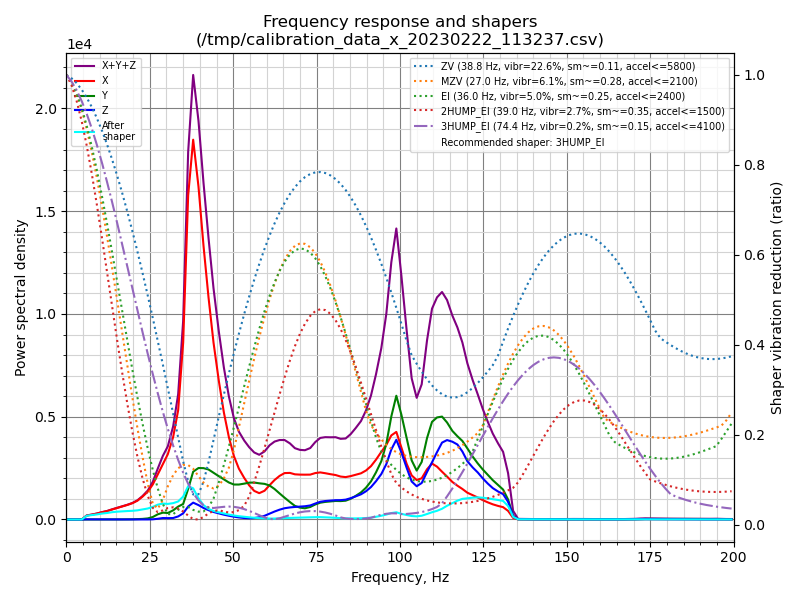 Frequency response and shapers
(/tmp/calibration_data_x_20230222_113237.csv)
1e4
X+Y+Z
X
Y
Z
After
shaper
ZV (38.8 Hz, vibr=22.6%, sm~=0.11, accel<=5800)
MZV (27.0 Hz, vibr=6.1%, sm~=0.28, accel<=2100)
EI (36.0 Hz, vibr=5.0%, sm~=0.25, accel<=2400)
2HUMP_EI (39.0 Hz, vibr=2.7%, sm~=0.35, accel<=1500)
3HUMP_EI (74.4 Hz, vibr=0.2%, sm~=0.15, accel<=4100)
Recommended shaper: 3HUMP_EI
Power spectral density
2.0
1.5
1.0
0.5
0.0
1.0
0.8
0.6
0.4
0.2
0.0
Shaper vibration reduction (ratio)
0 25 50 75 100 125 150 175 200
Frequency, Hz